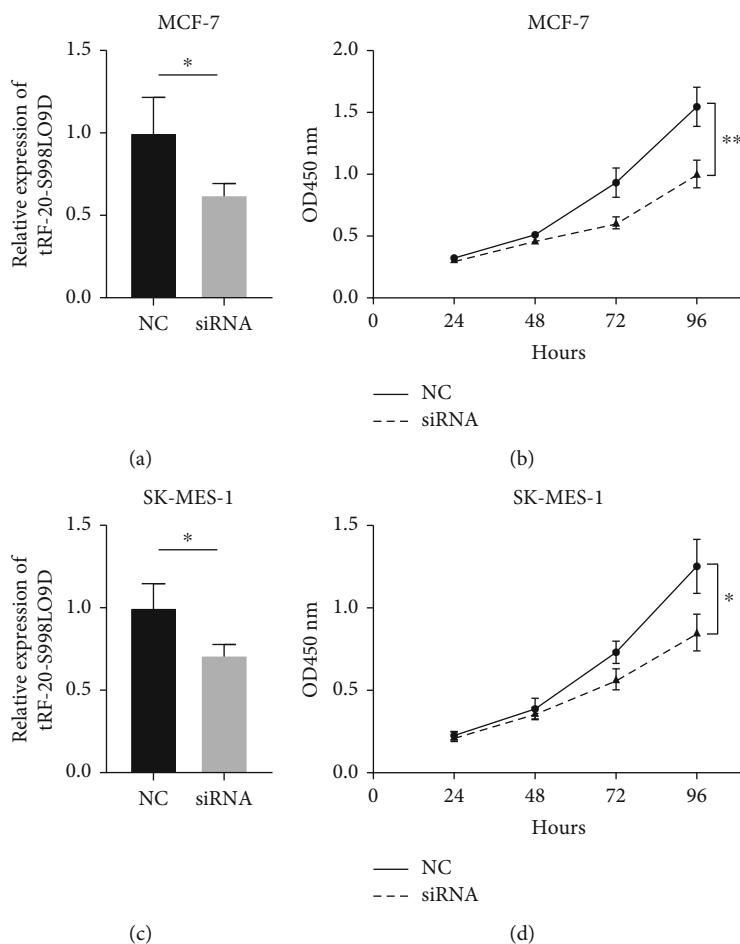 MCF-7
Relative expression of
tRF-20-S998LO9D
1.5
1.0
0.5
0.0
*
NC
siRNA
(a)
MCF-7
OD450 nm
2.0
1.5
1.0
0.5
0.0
**
0
24
48
72
96
Hours
NC
siRNA
(b)
SK-MES-1
Relative expression of
tRF-20-S998LO9D
1.5
1.0
0.5
0.0
*
NC
siRNA
(c)
SK-MES-1
OD450 nm
1.5
1.0
0.5
0.0
*
0
24
48
72
96
Hours
NC
siRNA
(d)